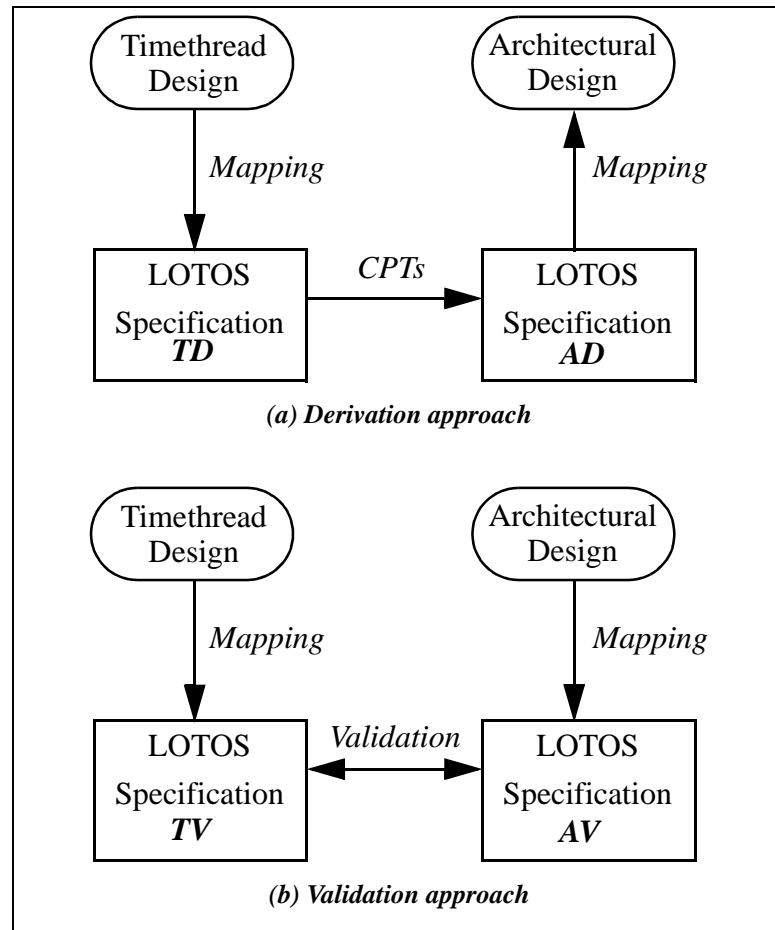 Timethread
Design
Architectural
Design
Mapping
Mapping
LOTOS
Specification
TD
CPTs
LOTOS
Specification
AD
(a) Derivation approach
Timethread
Design
Architectural
Design
Mapping
Mapping
LOTOS
Specification
TV
Validation
LOTOS
Specification
AV
(b) Validation approach